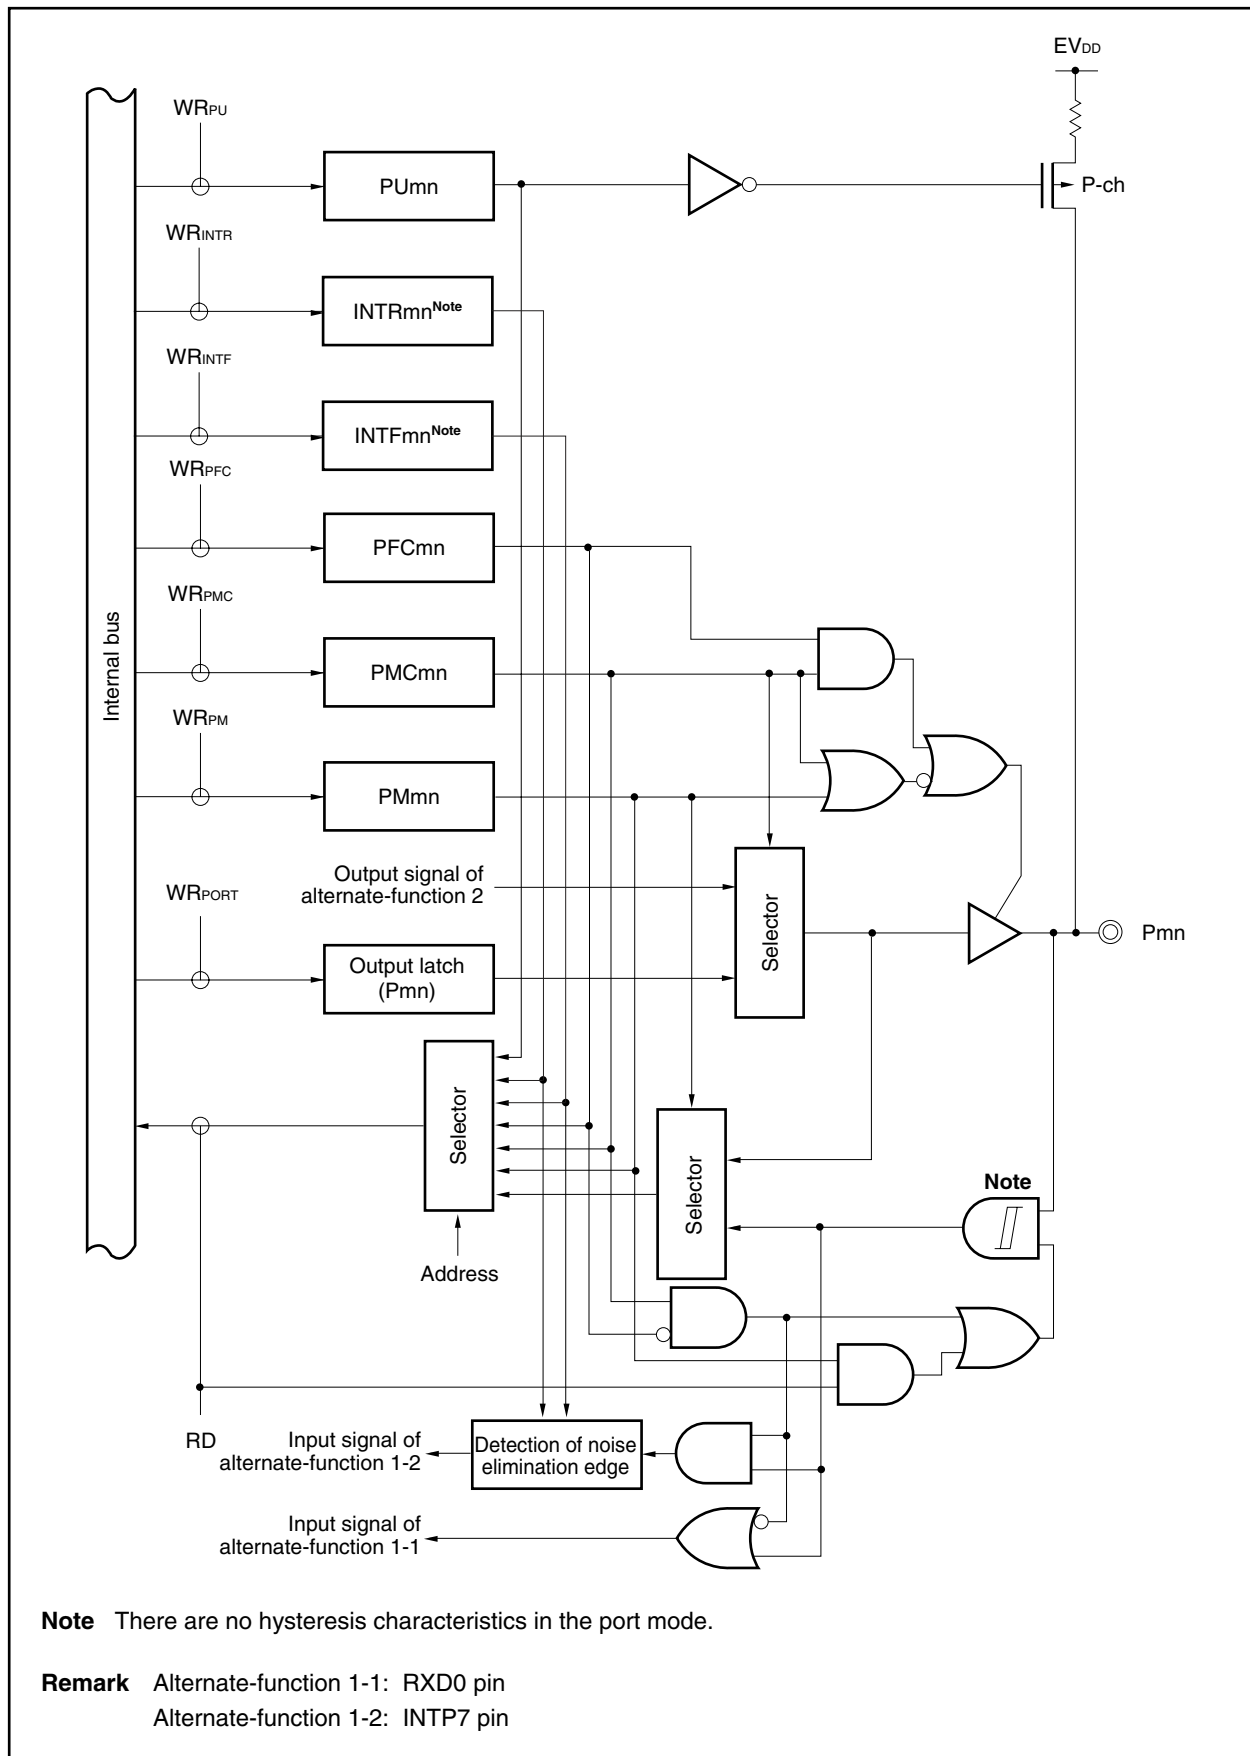 EVDD
WRPU
PUmn
P-ch
WRINTR
INTRmnNote
WRINTF
INTFmnNote
WRPFC
PFCmn
WRPMC
PMCmn
Internal bus
WRPM
PMmn
Output signal of
alternate-function 2
WRPORT
Output latch
(Pmn)
Selector
Pmn
Selector
Selector
Note
Address
RD
Input signal of
alternate-function 1-2
Detection of noise
elimination edge
Input signal of
alternate-function 1-1
Note There are no hysteresis characteristics in the port mode.
Remark Alternate-function 1-1: RXD0 pin
Alternate-function 1-2: INTP7 pin